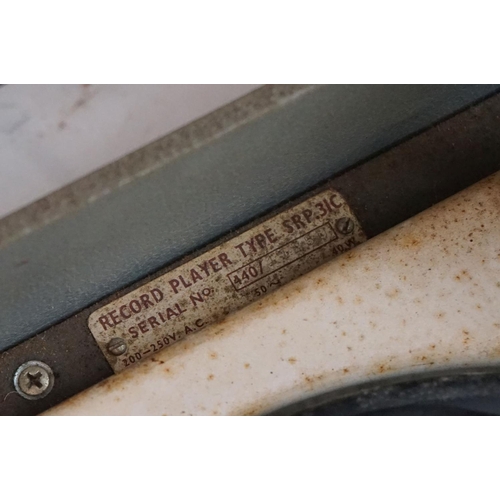 RECORD PLAYER TYPE SRP.31C
SERIAL NO. 440/
200–250V A.C. 50